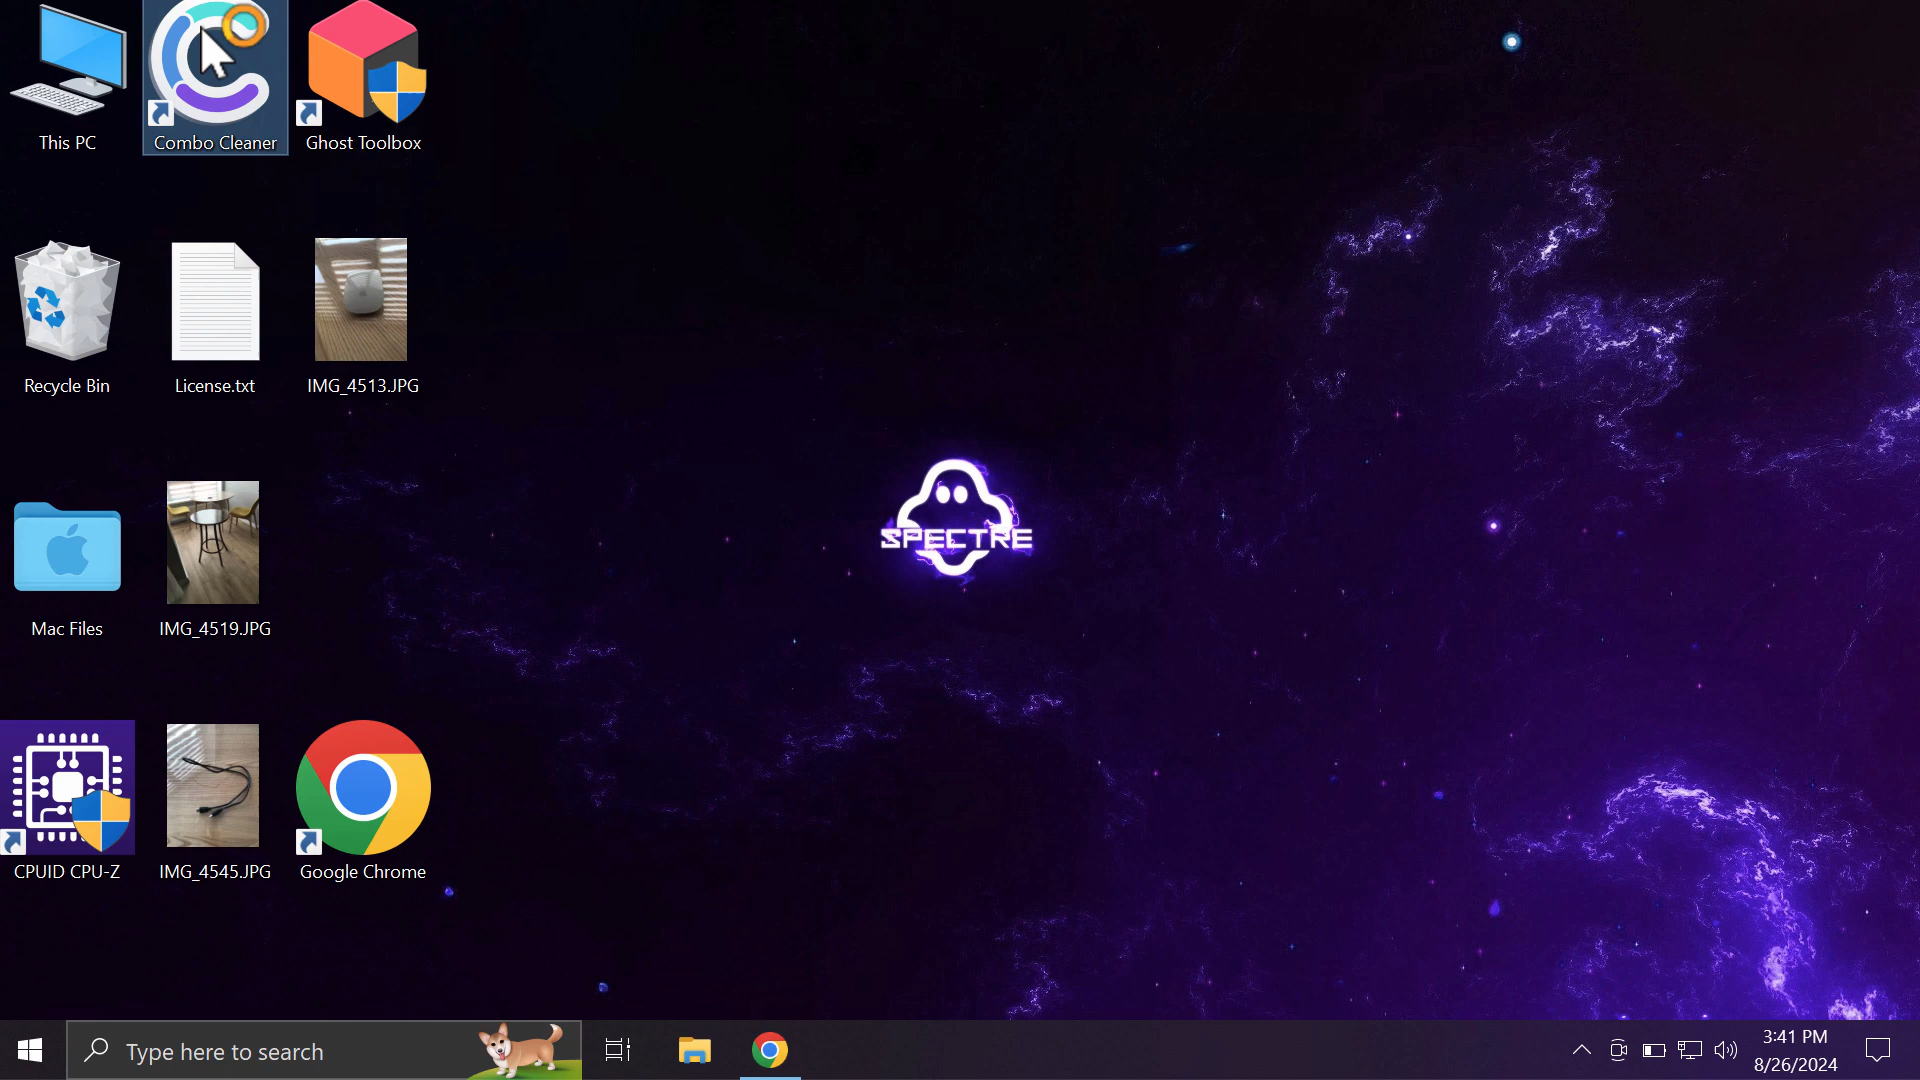 This PC
Combo Cleaner
Ghost Toolbox
Recycle Bin
License.txt
IMG_4513.JPG
SPECTRE
Mac Files
IMG_4519.JPG
CPUID CPU-Z
IMG_4545.JPG
Google Chrome
Type here to search
3:41 PM
8/26/2024